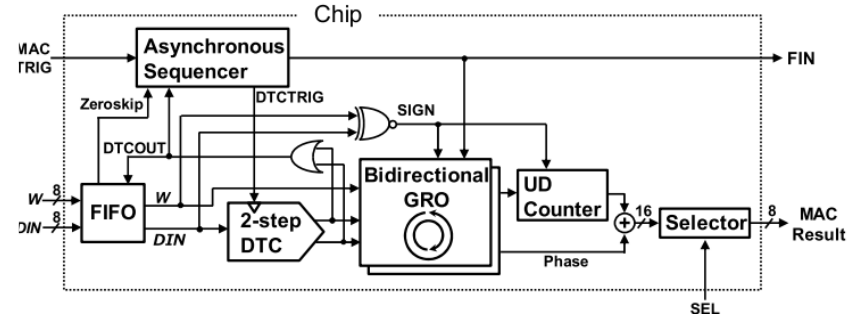 Chip
MAC
TRIG
Asynchronous
Sequencer
FIN
Zeroskip
DTCTRIG
SIGN
DTCOUT
W 8
DIN 8
FIFO
W
DIN
2-step
DTC
Bidirectional
GRO
UD
Counter
Phase
16
Selector
8
MAC
Result
SEL